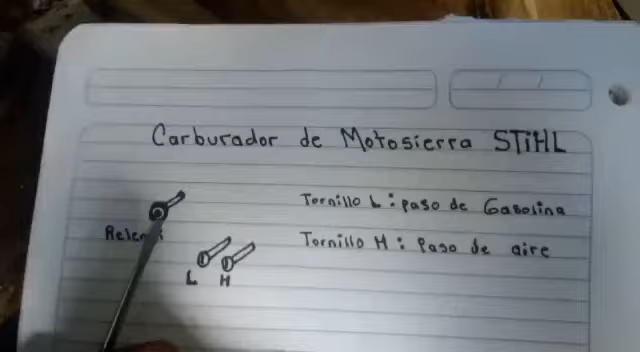 Carburador de Motosierra STiHL
Tornillo L : paso de Gasolina
Tornillo H : paso de aire
L H